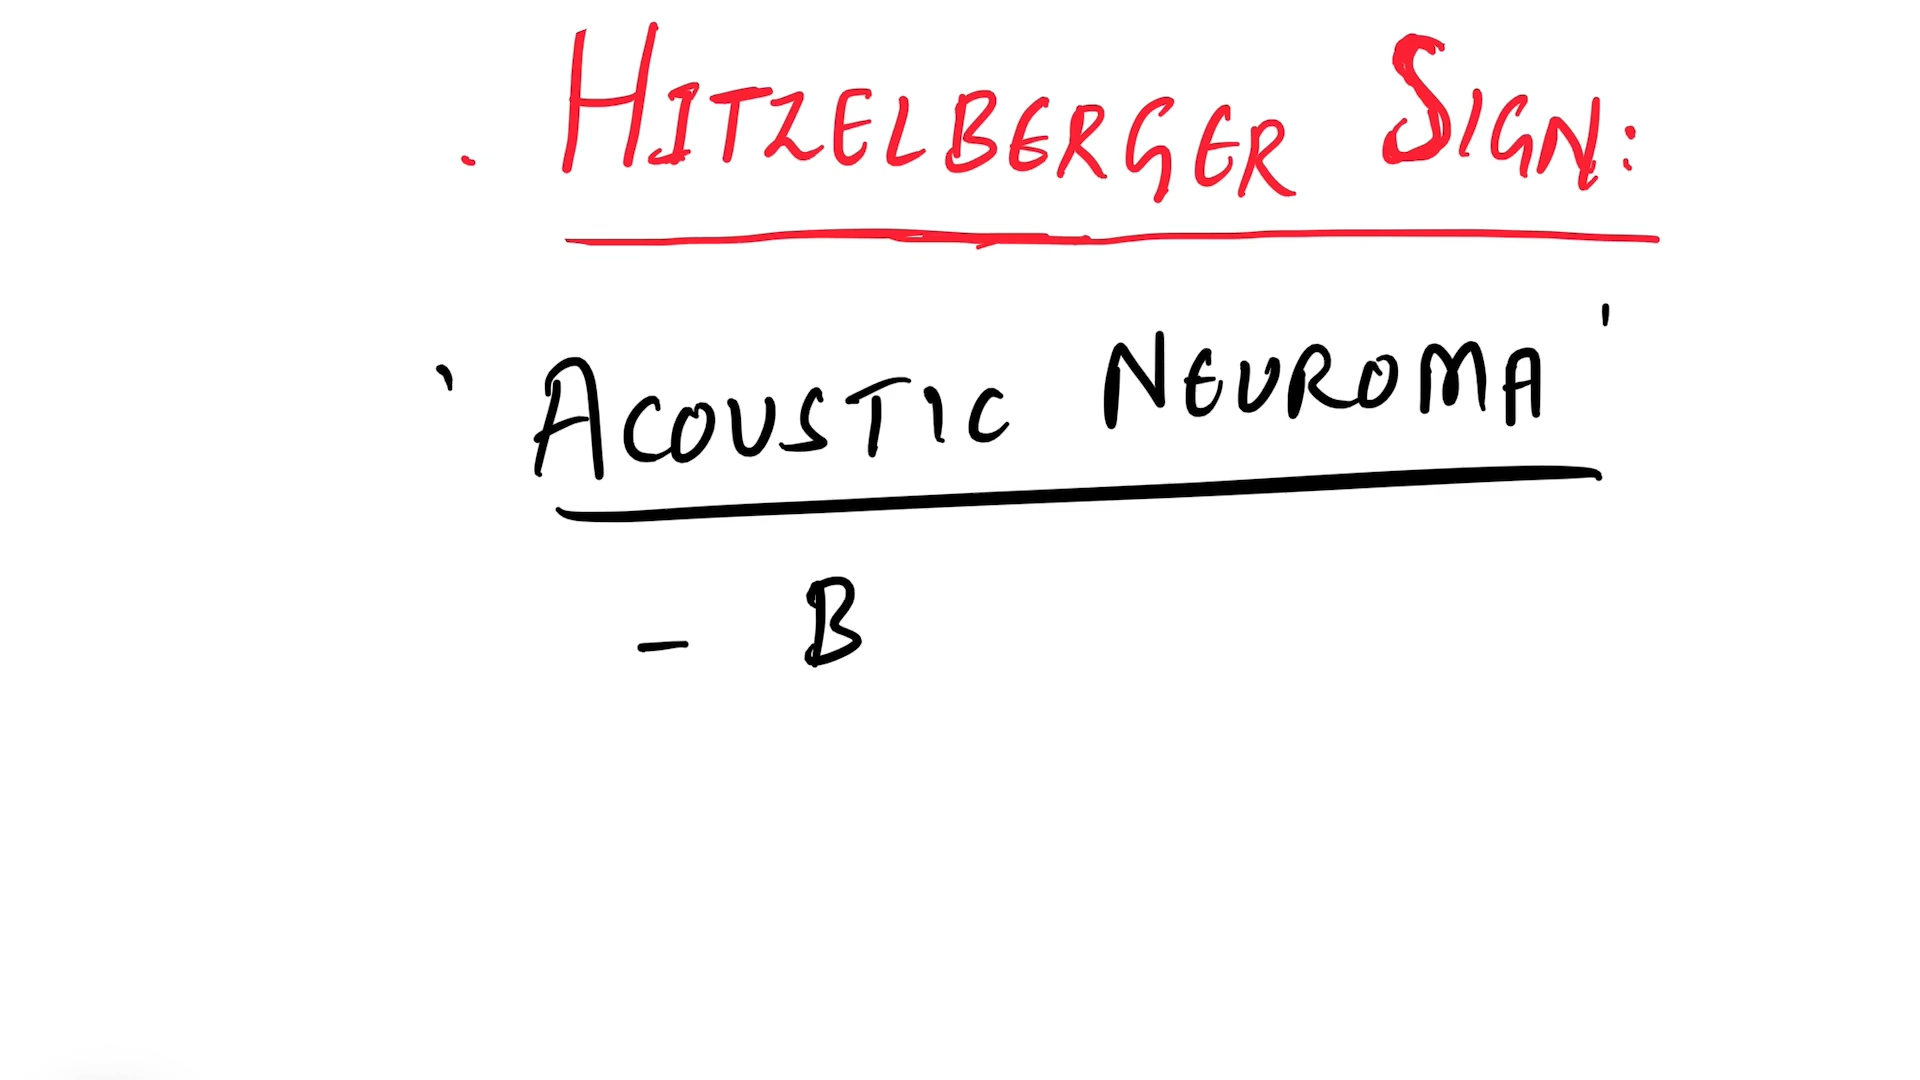 . HITZELBERGER SIGN:
' ACOUSTIC NEUROMA '
- B